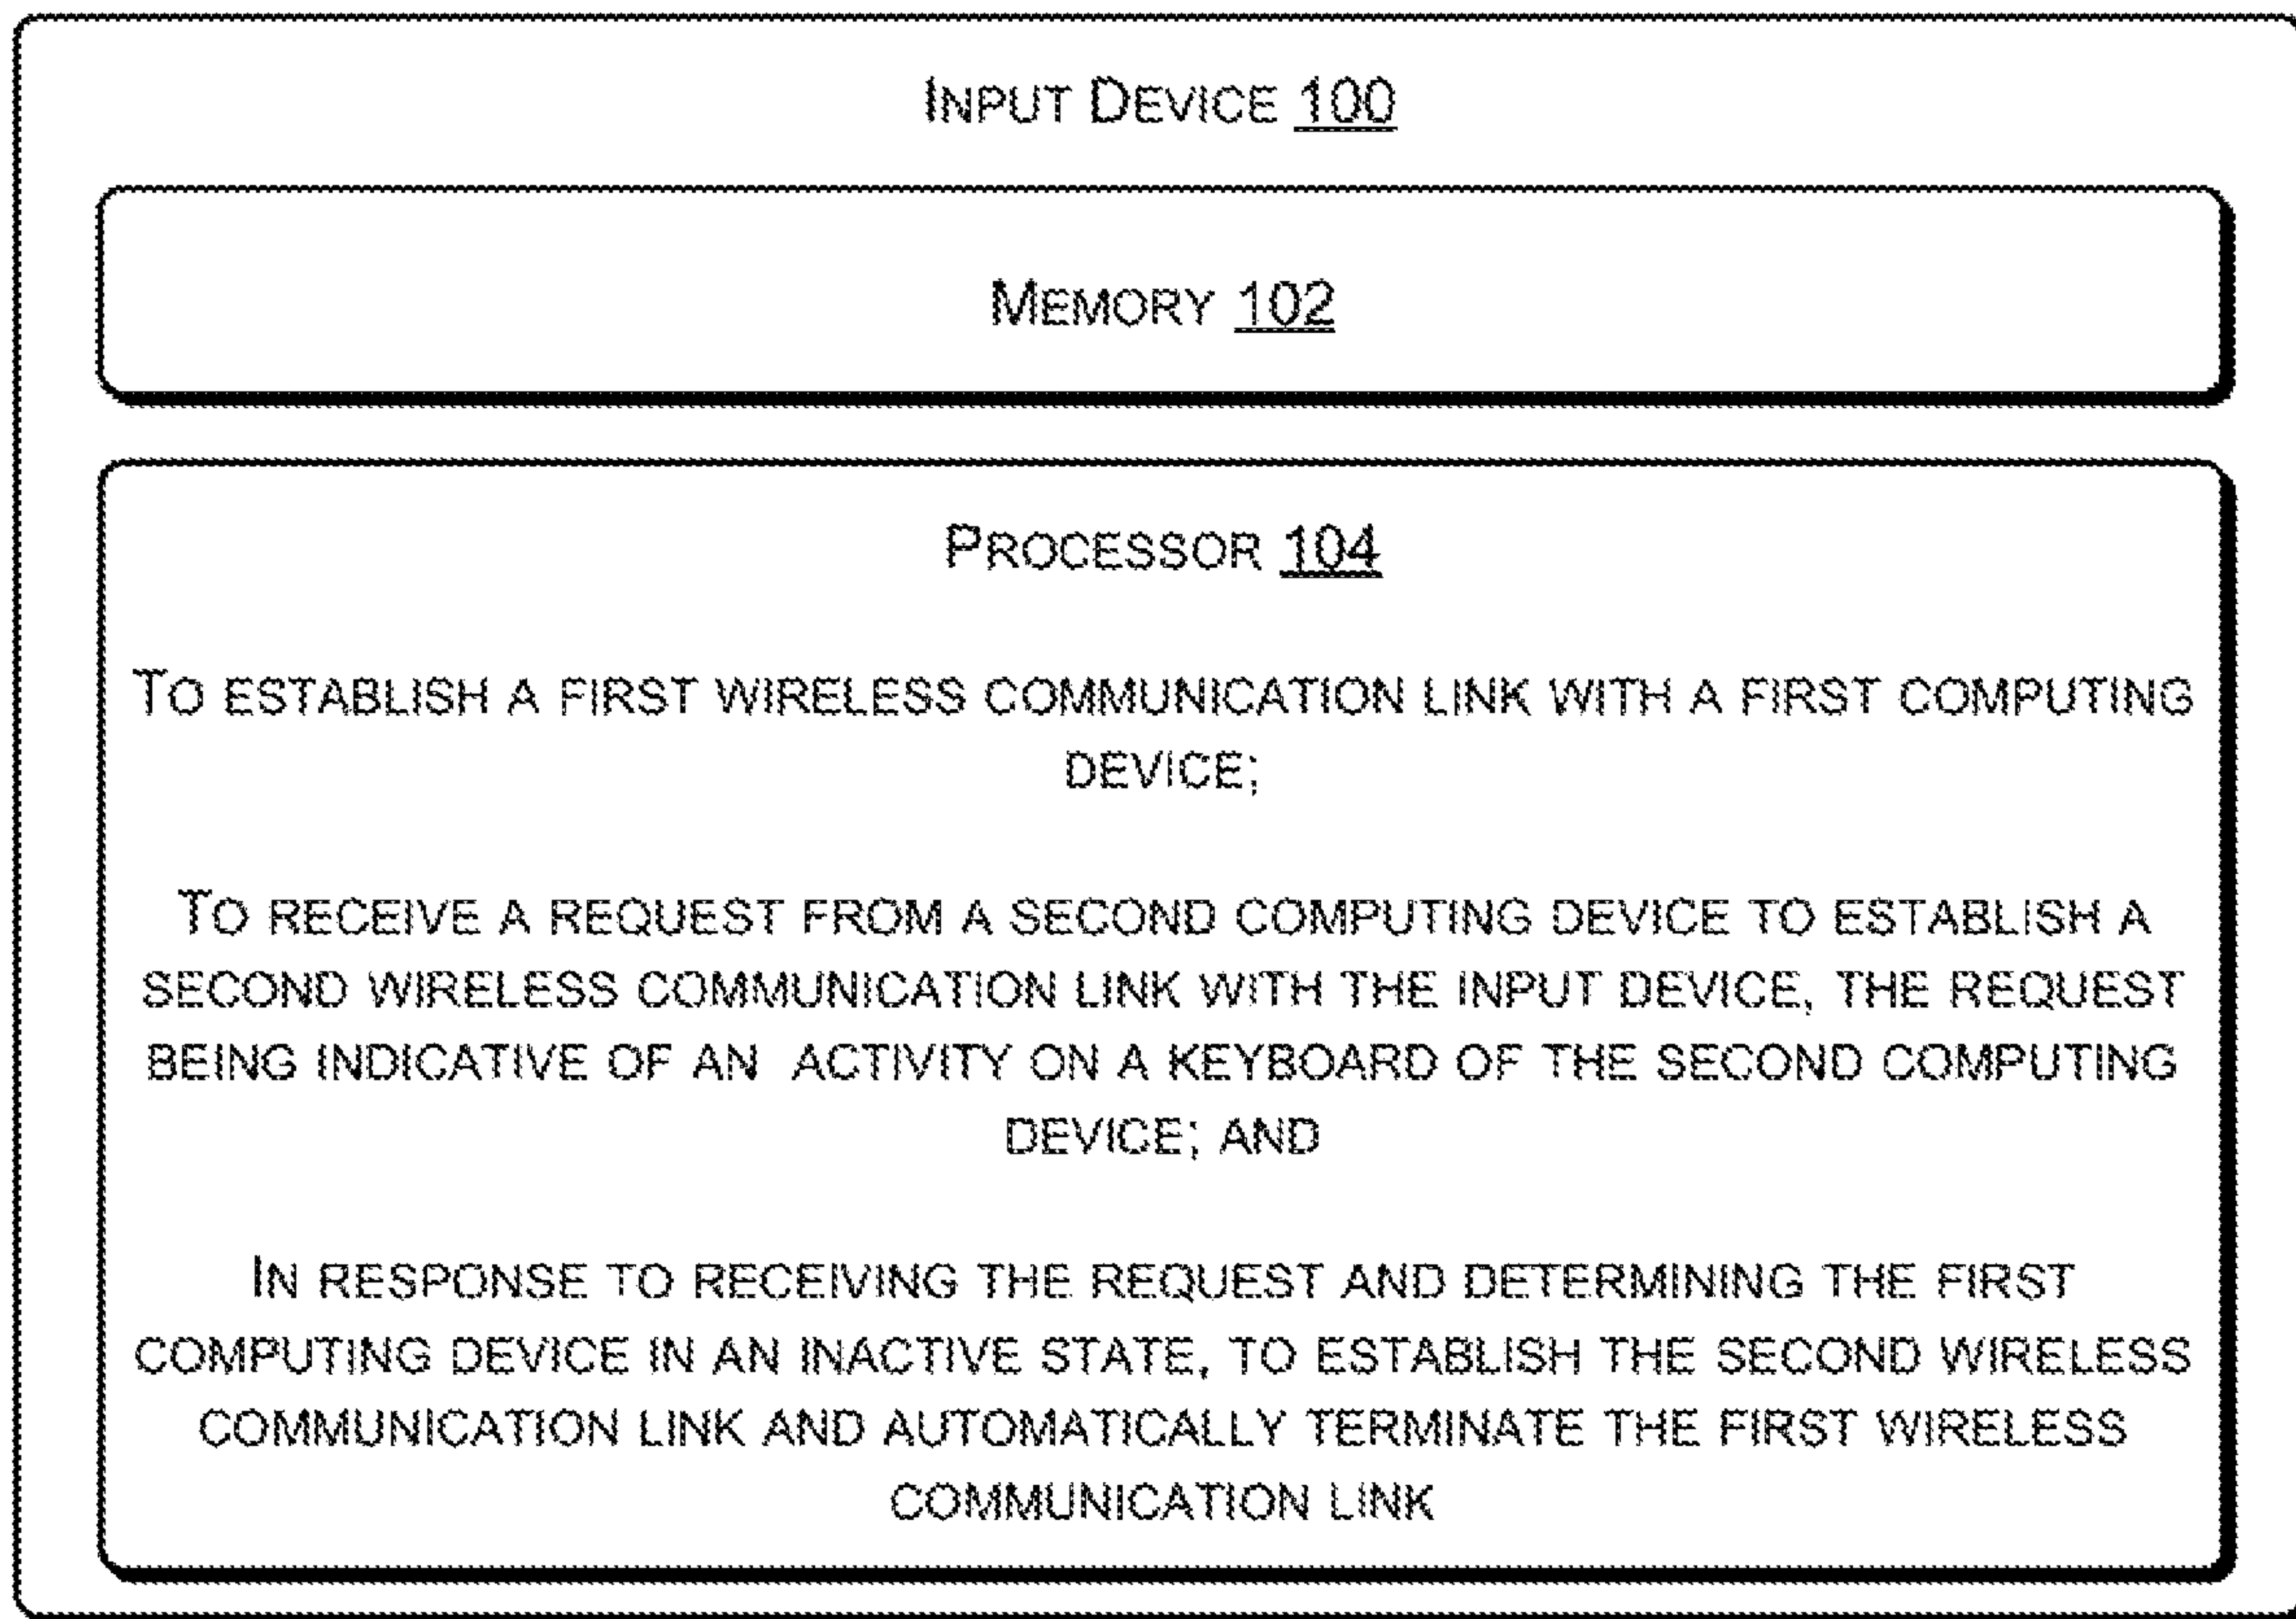 INPUT DEVICE 100
MEMORY 102
PROCESSOR 104
TO ESTABLISH A FIRST WIRELESS COMMUNICATION LINK WITH A FIRST COMPUTING
DEVICE;
TO RECEIVE A REQUEST FROM A SECOND COMPUTING DEVICE TO ESTABLISH A
SECOND WIRELESS COMMUNICATION LINK WITH THE INPUT DEVICE, THE REQUEST
BEING INDICATIVE OF AN ACTIVITY ON A KEYBOARD OF THE SECOND COMPUTING
DEVICE; AND
IN RESPONSE TO RECEIVING THE REQUEST AND DETERMINING THE FIRST
COMPUTING DEVICE IN AN INACTIVE STATE, TO ESTABLISH THE SECOND WIRELESS
COMMUNICATION LINK AND AUTOMATICALLY TERMINATE THE FIRST WIRELESS
COMMUNICATION LINK